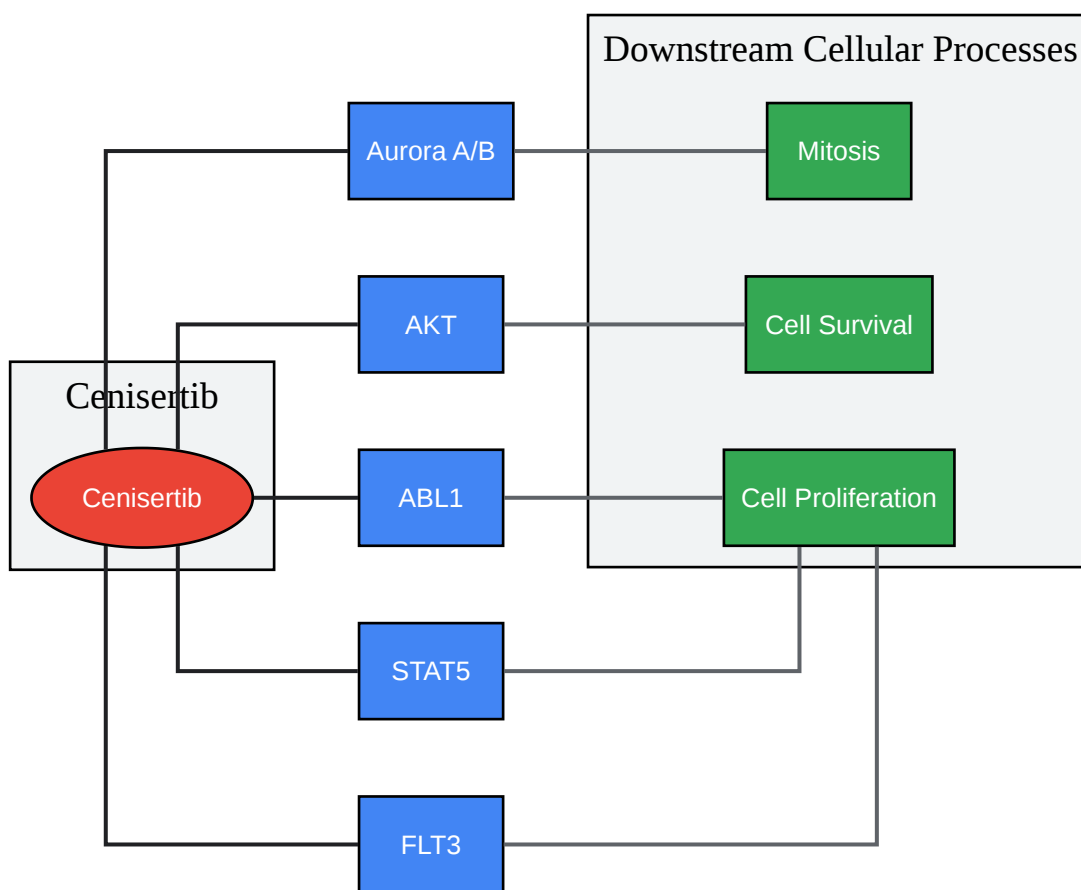 Downstream Cellular Processes
Aurora A/B
Mitosis
AKT
Cell Survival
Cenisertib
Cenisertib
ABL1
Cell Proliferation
STAT5
FLT3